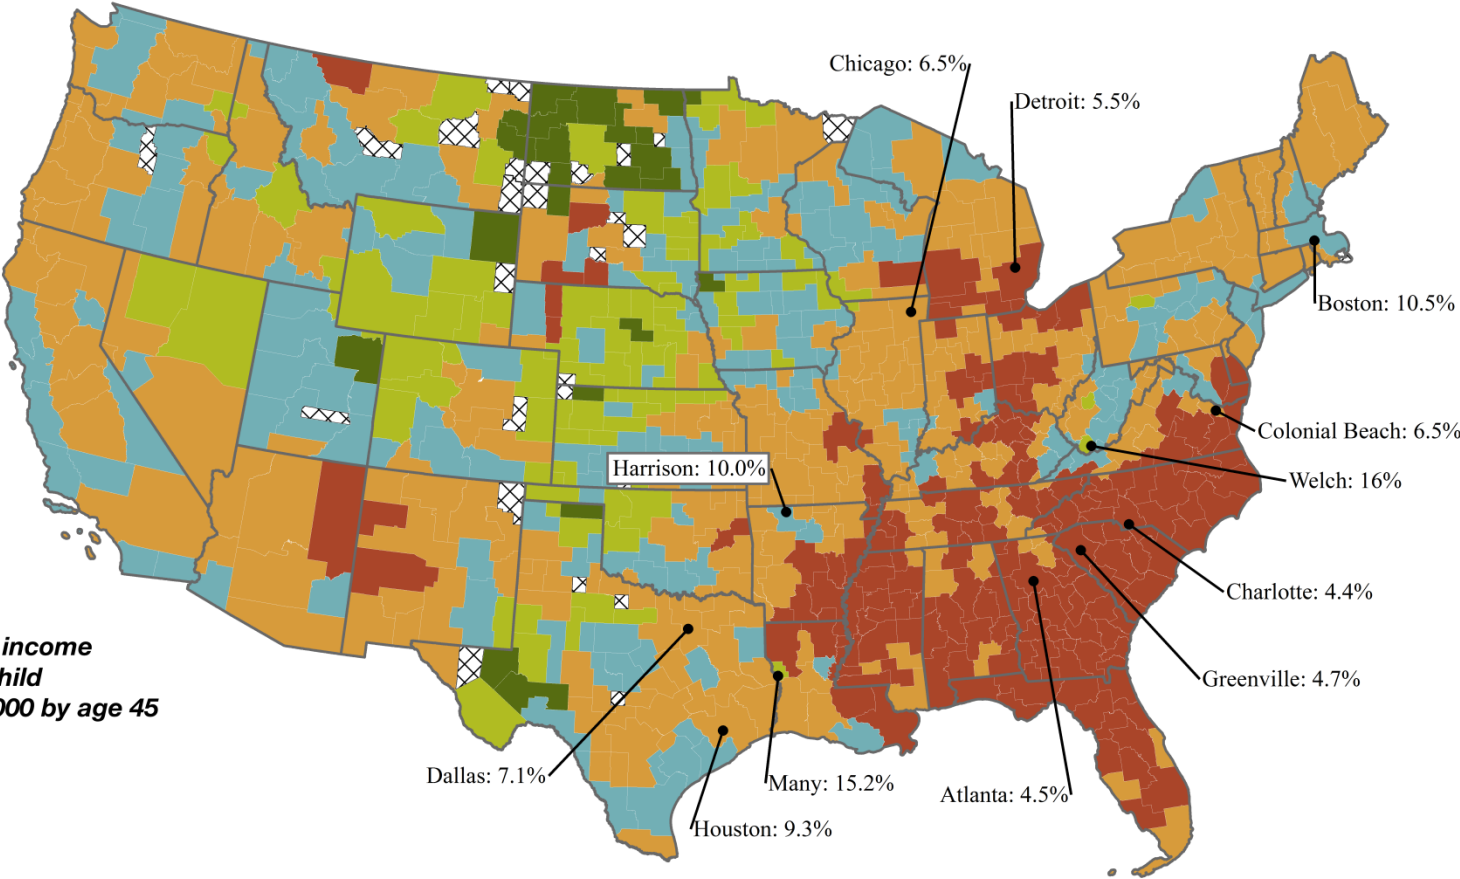 Chicago: 6.5%
Detroit: 5.5%
Boston: 10.5%
Colonial Beach: 6.5%
Harrison: 10.0%
Welch: 16%
Charlotte: 4.4%
income
Greenville: 4.7%
by age 45
Dallas: 7.1%
Many: 15.2%
Atlanta: 4.5%
Houston: 9.3%